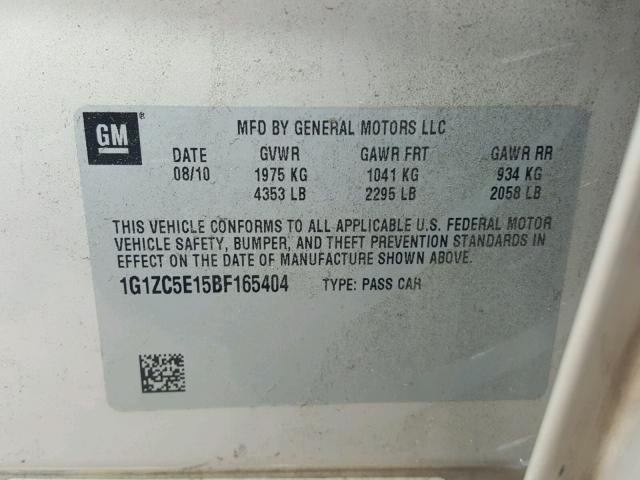 GM®
MFD BY GENERAL MOTORS LLC
DATE GVWR GAWR FRT GAWR RR
08/10 1975 KG 1041 KG 934 KG
4353 LB 2295 LB 2058 LB
THIS VEHICLE CONFORMS TO ALL APPLICABLE U.S. FEDERAL MOTOR
VEHICLE SAFETY, BUMPER, AND THEFT PREVENTION STANDARDS IN
EFFECT ON THE DATE OF MANUFACTURE SHOWN ABOVE.
1G1ZC5E15BF165404 TYPE: PASS CAR